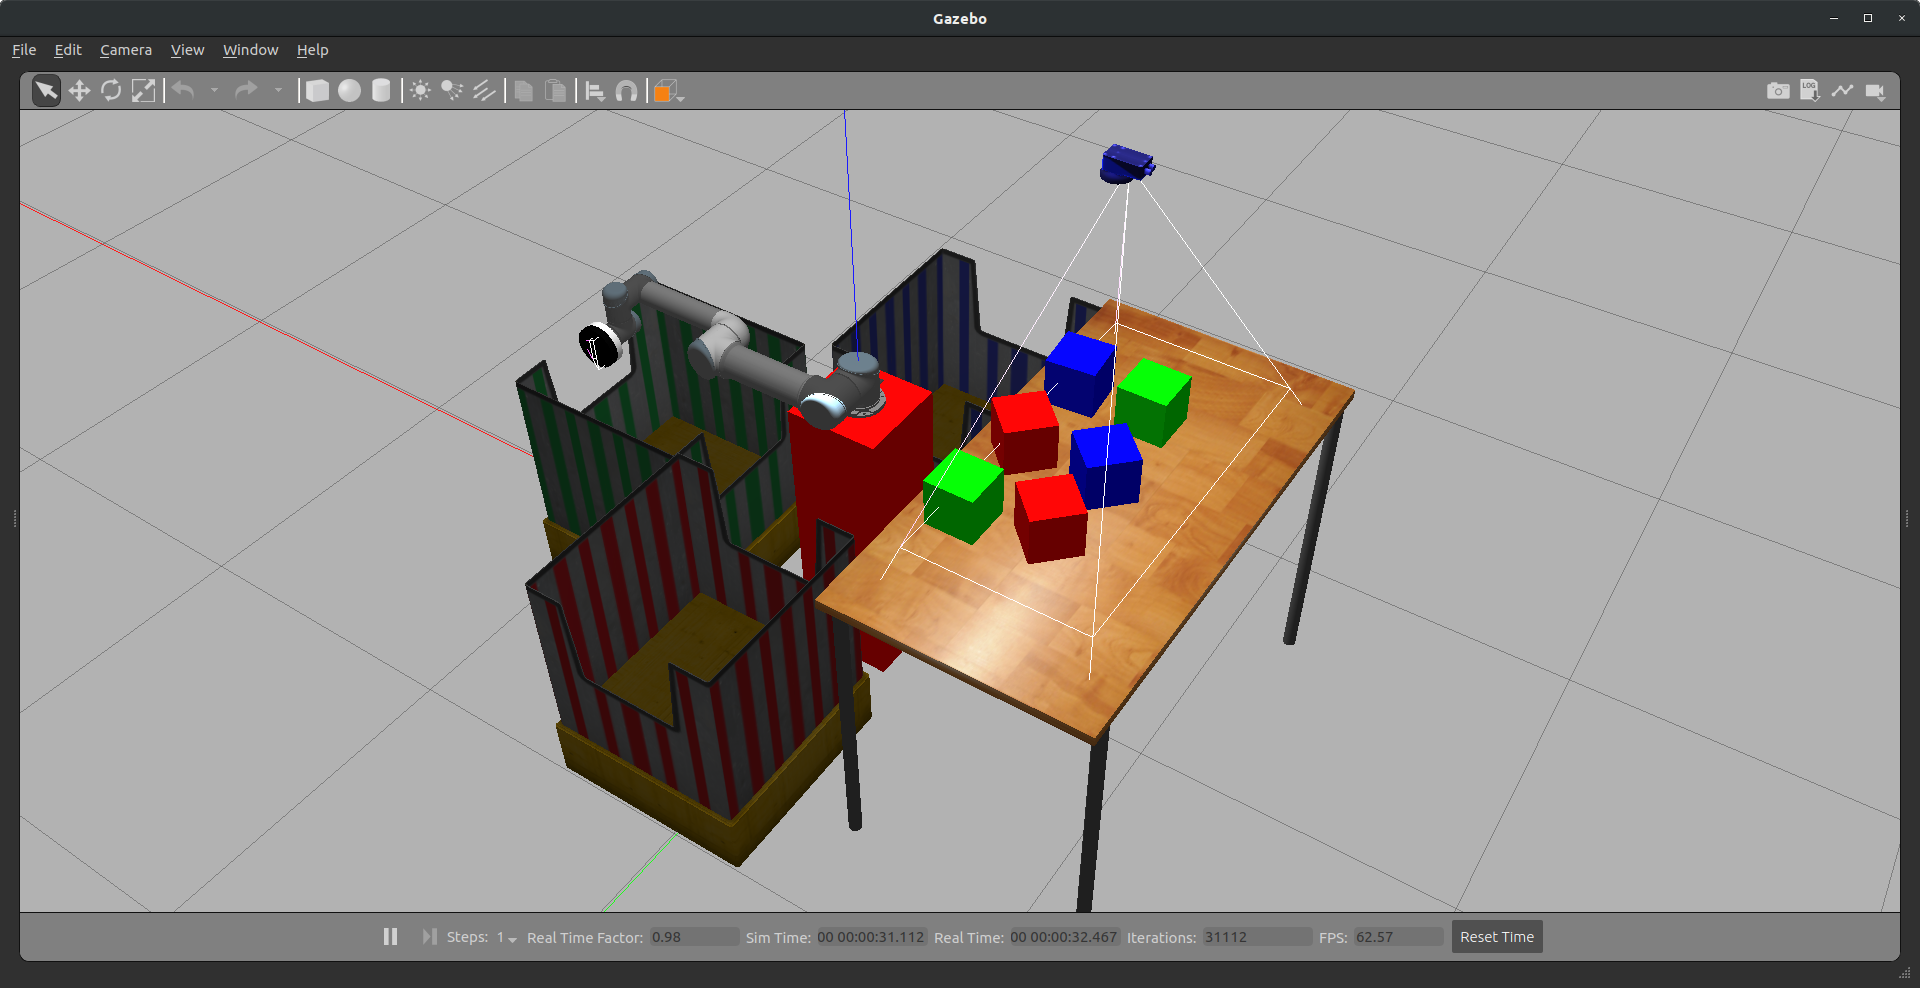 Gazebo
File Edit Camera View Window Help
LOG
Steps: 1 Real Time Factor: 0.98 Sim Time: 00 00:00:31.112 Real Time: 00 00:00:32.467 Iterations: 31112 FPS: 62.57 Reset Time